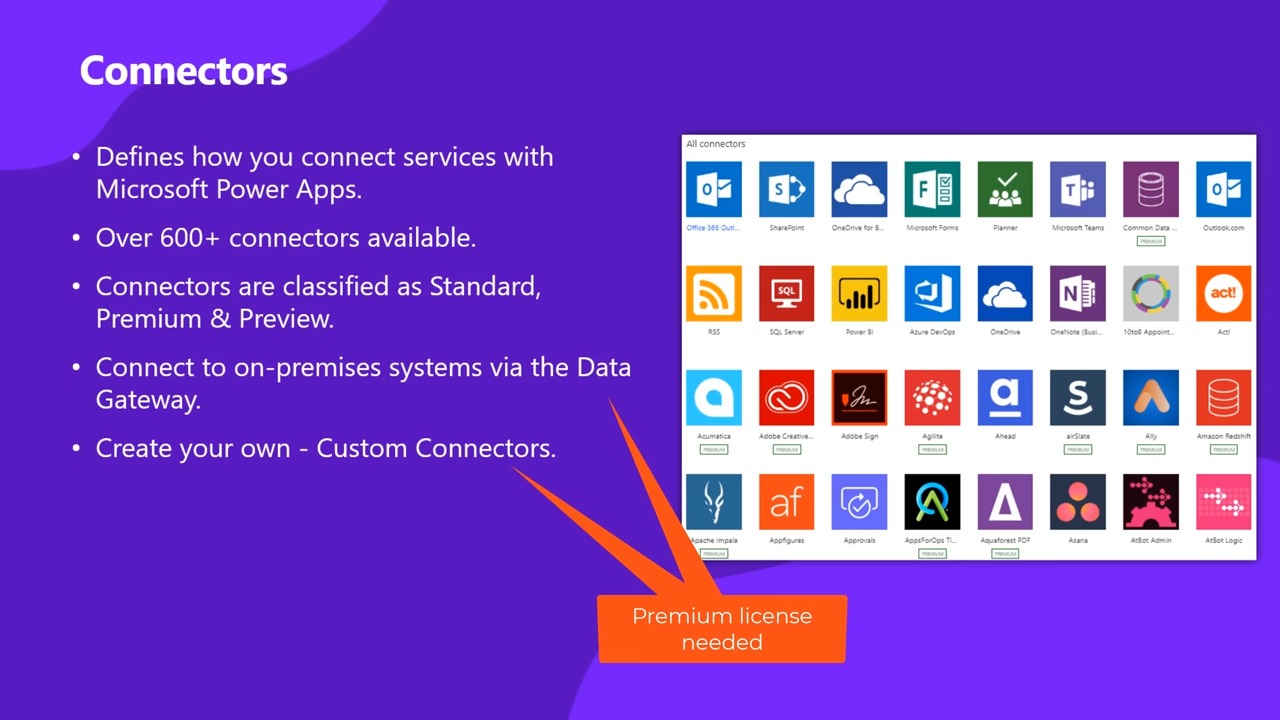 Connectors
• Defines how you connect services with
Microsoft Power Apps.
• Over 600+ connectors available.
• Connectors are classified as Standard,
Premium & Preview.
• Connect to on-premises systems via the Data
Gateway.
• Create your own - Custom Connectors.
Premium license
needed
All connectors
Office 365 Outl... SharePoint OneDrive for B... Microsoft Forms Planner Microsoft Teams Common Data ... Outlook.com
PREMIUM
SQL
act!
RSS SQL Server Power BI Azure DevOps OneDrive OneNote (Busi... 10to8 Appoint... Act!
Acumatica Adobe Creative... Adobe Sign Agilite Ahead airSlate Ally Amazon Redshift
PREMIUM PREMIUM PREMIUM PREMIUM PREMIUM PREMIUM
af
Apache Impala Appfigures Approvals AppsForOps Ti... Aquaforest PDF Asana AtBot Admin AtBot Logic
PREMIUM PREMIUM PREMIUM